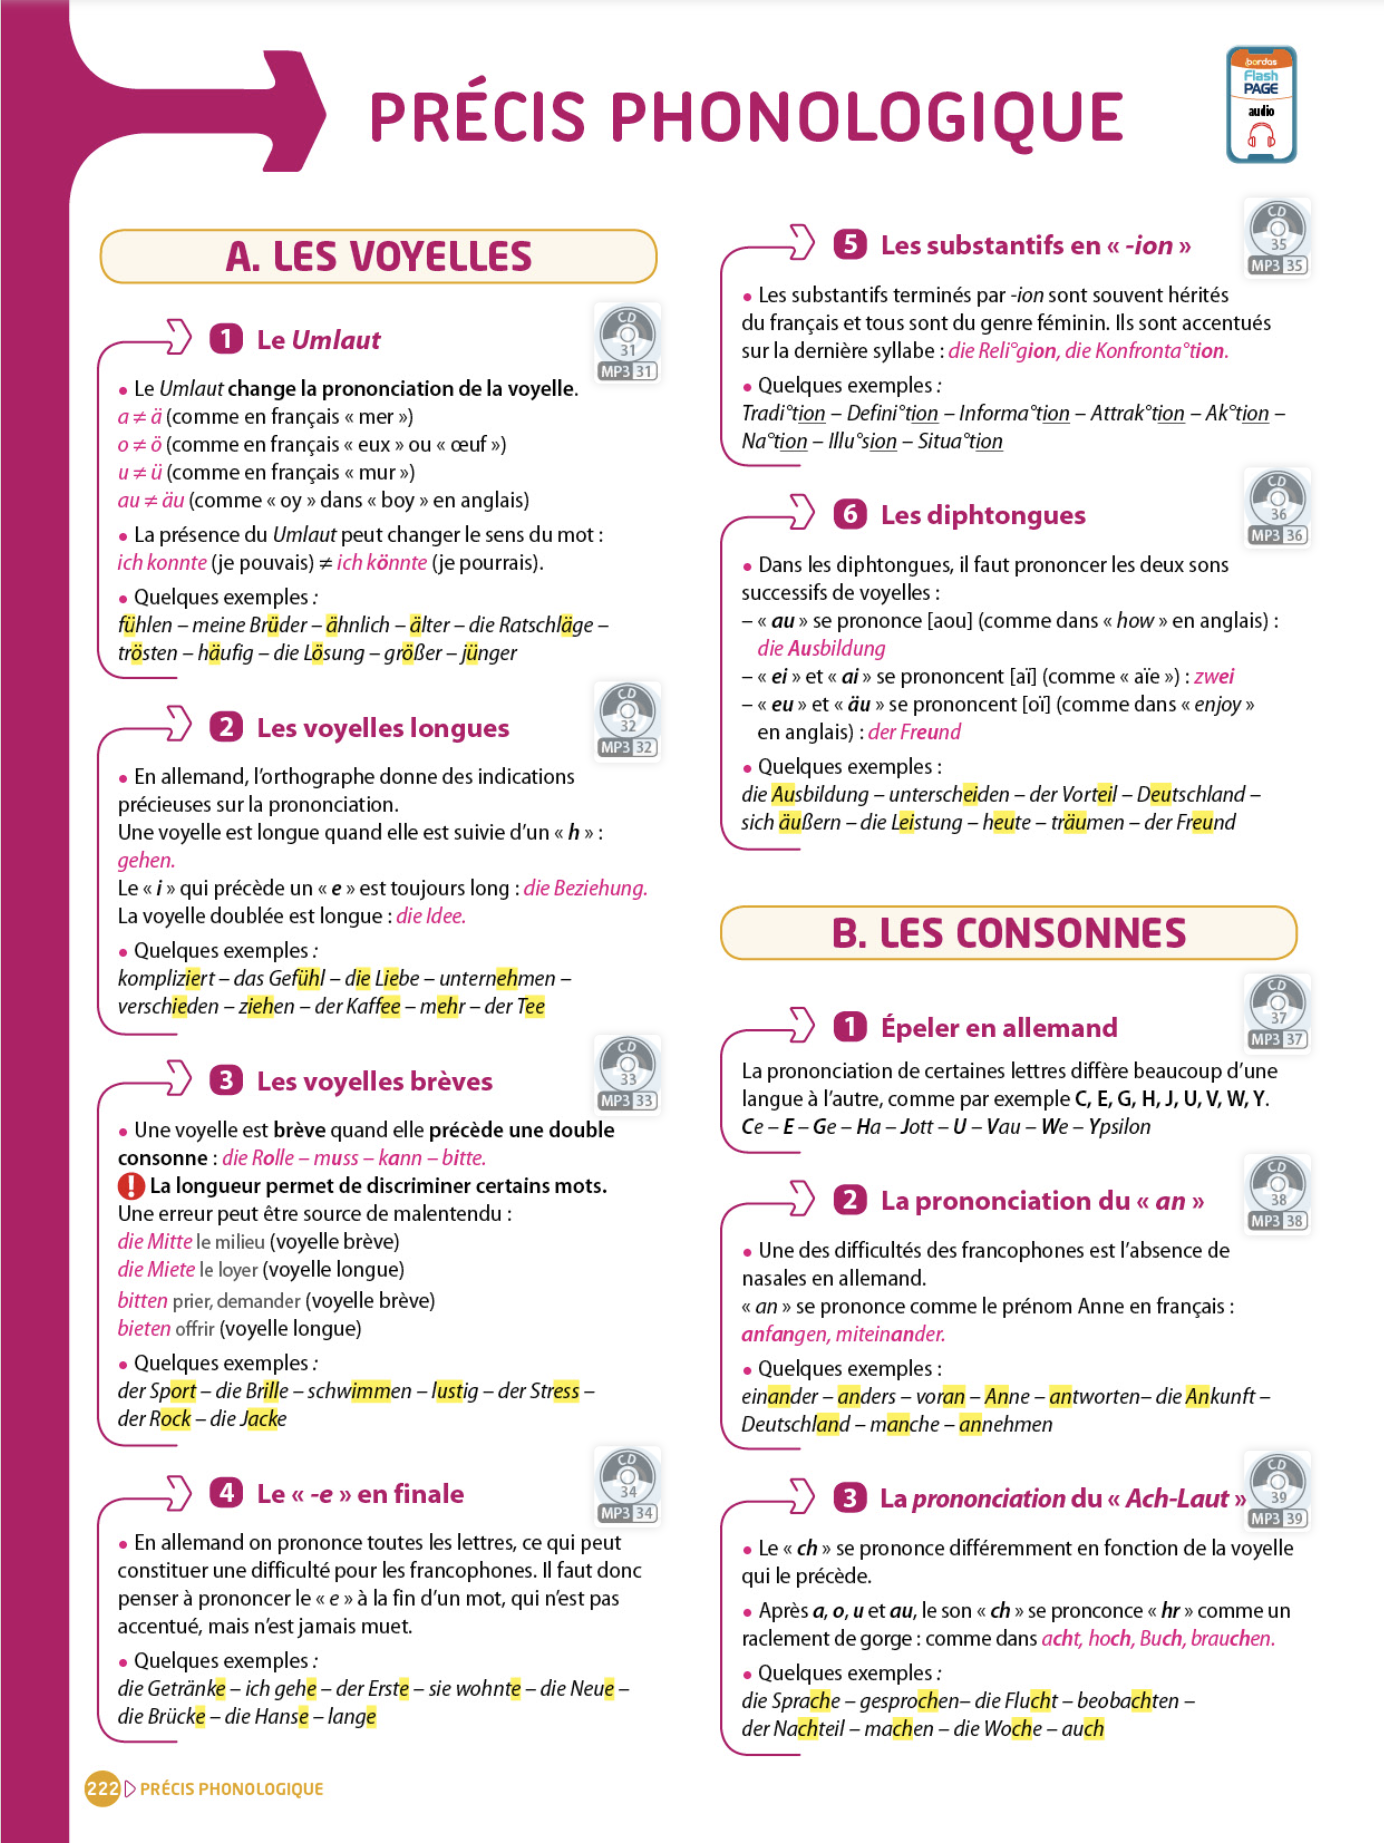 PRÉCIS PHONOLOGIQUE
bordas
Flash
PAGE
audio
A. LES VOYELLES
1 Le Umlaut
CD
31
MP3 31
• Le Umlaut change la prononciation de la voyelle.
a ≠ ä (comme en français « mer »)
o ≠ ö (comme en français « eux » ou « œuf »)
u ≠ ü (comme en français « mur »)
au ≠ äu (comme « oy » dans « boy » en anglais)
• La présence du Umlaut peut changer le sens du mot :
ich konnte (je pouvais) ≠ ich könnte (je pourrais).
• Quelques exemples :
fühlen – meine Brüder – ähnlich – älter – die Ratschläge –
trösten – häufig – die Lösung – größer – jünger
2 Les voyelles longues
CD
32
MP3 32
• En allemand, l’orthographe donne des indications
précieuses sur la prononciation.
Une voyelle est longue quand elle est suivie d’un « h » :
gehen.
Le « i » qui précède un « e » est toujours long : die Beziehung.
La voyelle doublée est longue : die Idee.
• Quelques exemples :
kompliziert – das Gefühl – die Liebe – unternehmen –
verschieden – ziehen – der Kaffee – mehr – der Tee
3 Les voyelles brèves
CD
33
MP3 33
• Une voyelle est brève quand elle précède une double
consonne : die Rolle – muss – kann – bitte.
! La longueur permet de discriminer certains mots.
Une erreur peut être source de malentendu :
die Mitte le milieu (voyelle brève)
die Miete le loyer (voyelle longue)
bitten prier, demander (voyelle brève)
bieten offrir (voyelle longue)
• Quelques exemples :
der Sport – die Brille – schwimmen – lustig – der Stress –
der Rock – die Jacke
4 Le « -e » en finale
CD
34
MP3 34
• En allemand on prononce toutes les lettres, ce qui peut
constituer une difficulté pour les francophones. Il faut donc
penser à prononcer le « e » à la fin d’un mot, qui n’est pas
accentué, mais n’est jamais muet.
• Quelques exemples :
die Getränke – ich gehe – der Erste – sie wohnte – die Neue –
die Brücke – die Hanse – lange
5 Les substantifs en « -ion »
CD
35
MP3 35
• Les substantifs terminés par -ion sont souvent hérités
du français et tous sont du genre féminin. Ils sont accentués
sur la dernière syllabe : die Reli°gion, die Konfronta°tion.
• Quelques exemples :
Tradi°tion – Defini°tion – Informa°tion – Attrak°tion – Ak°tion –
Na°tion – Illu°sion – Situa°tion
6 Les diphtongues
CD
36
MP3 36
• Dans les diphtongues, il faut prononcer les deux sons
successifs de voyelles :
– « au » se prononce [aou] (comme dans « how » en anglais) :
die Ausbildung
– « ei » et « ai » se prononcent [aï] (comme « aïe ») : zwei
– « eu » et « äu » se prononcent [oï] (comme dans « enjoy »
en anglais) : der Freund
• Quelques exemples :
die Ausbildung – unterscheiden – der Vorteil – Deutschland –
sich äußern – die Leistung – heute – träumen – der Freund
B. LES CONSONNES
1 Épeler en allemand
CD
37
MP3 37
La prononciation de certaines lettres diffère beaucoup d’une
langue à l’autre, comme par exemple C, E, G, H, J, U, V, W, Y.
Ce – E – Ge – Ha – Jott – U – Vau – We – Ypsilon
2 La prononciation du « an »
CD
38
MP3 38
• Une des difficultés des francophones est l’absence de
nasales en allemand.
« an » se prononce comme le prénom Anne en français :
anfangen, miteinander.
• Quelques exemples :
einander – anders – voran – Anne – antworten– die Ankunft –
Deutschland – manche – annehmen
3 La prononciation du « Ach-Laut »
CD
39
MP3 39
• Le « ch » se prononce différemment en fonction de la voyelle
qui le précède.
• Après a, o, u et au, le son « ch » se pronconce « hr » comme un
raclement de gorge : comme dans acht, hoch, Buch, brauchen.
• Quelques exemples :
die Sprache – gesprochen– die Flucht – beobachten –
der Nachteil – machen – die Woche – auch
222 PRÉCIS PHONOLOGIQUE